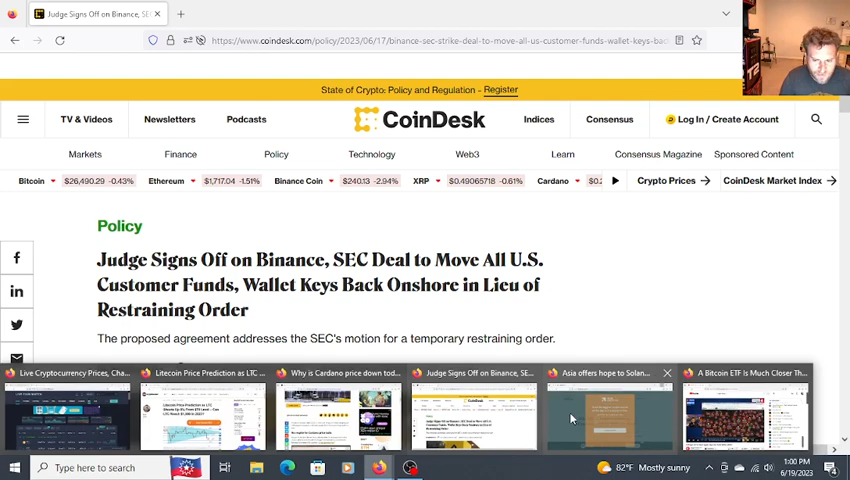 Judge Signs Off on Binance, SEC
https://www.coindesk.com/policy/2023/06/17/binance-sec-strike-deal-to-move-all-us-customer-funds-wallet-keys-bac
State of Crypto: Policy and Regulation - Register
TV & Videos Newsletters Podcasts CoinDesk Indices Consensus Log In / Create Account
Markets Finance Policy Technology Web3 Learn Consensus Magazine Sponsored Content
Bitcoin $26,490.29 -0.43% Ethereum $1,717.04 -1.51% Binance Coin $240.13 -2.94% XRP $0.49065718 -0.61% Cardano $0.2 Crypto Prices CoinDesk Market Index
Policy
Judge Signs Off on Binance, SEC Deal to Move All U.S.
Customer Funds, Wallet Keys Back Onshore in Lieu of
Restraining Order
The proposed agreement addresses the SEC's motion for a temporary restraining order.
Live Cryptocurrency Prices, Cha... Litecoin Price Prediction as LTC ... Why is Cardano price down tod... Judge Signs Off on Binance, SE... Asia offers hope to Solan... A Bitcoin ETF Is Much Closer Th...
Type here to search 82°F Mostly sunny 1:00 PM
6/19/2023 4